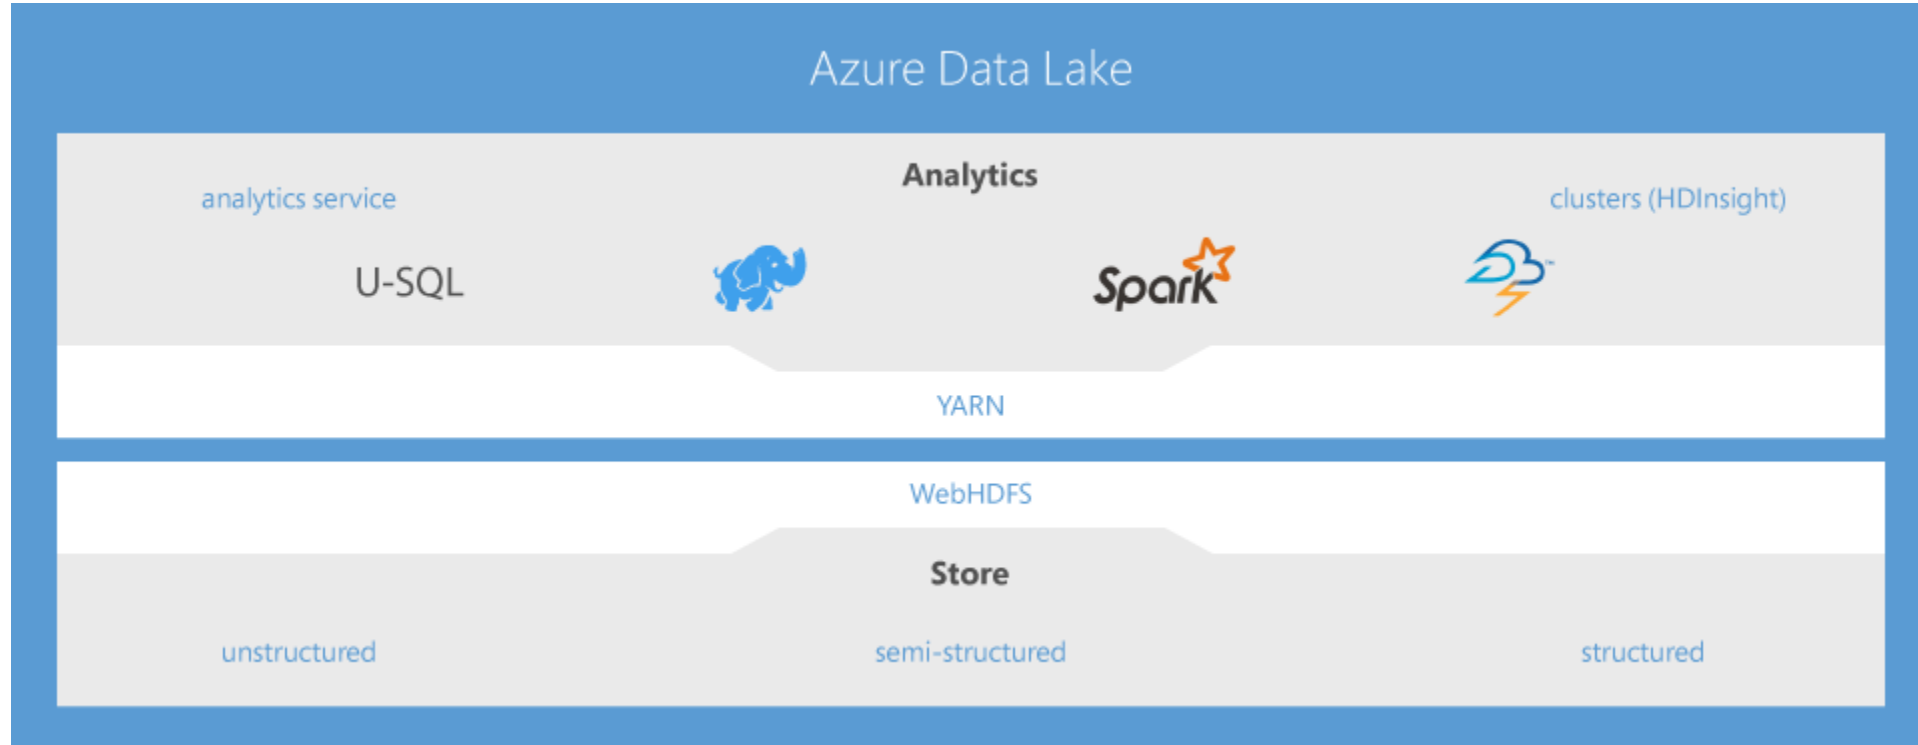 Azure Data Lake
Analytics
analytics service
clusters (HDInsight)
U-SQL
Spark
YARN
WebHDFS
Store
unstructured
semi-structured
structured